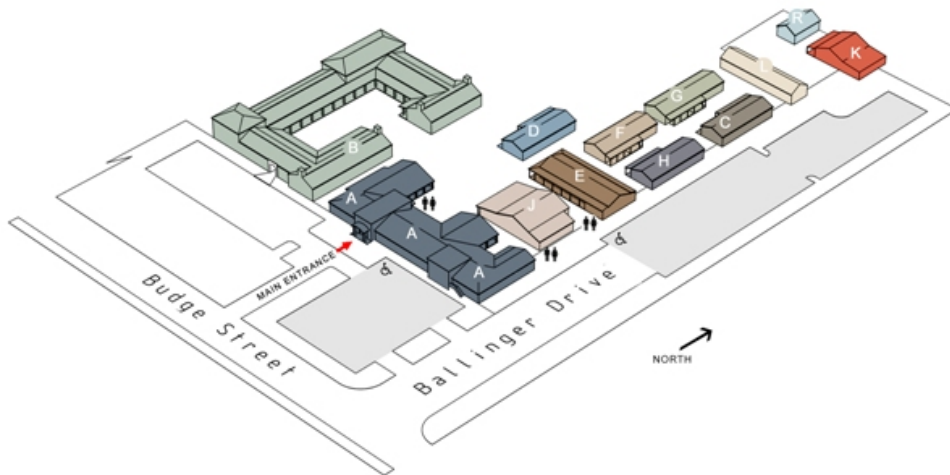 R
K
L
G
C
D
F
H
B
E
A
J
A
A
MAIN ENTRANCE
Budge Street
Ballinger Drive
NORTH